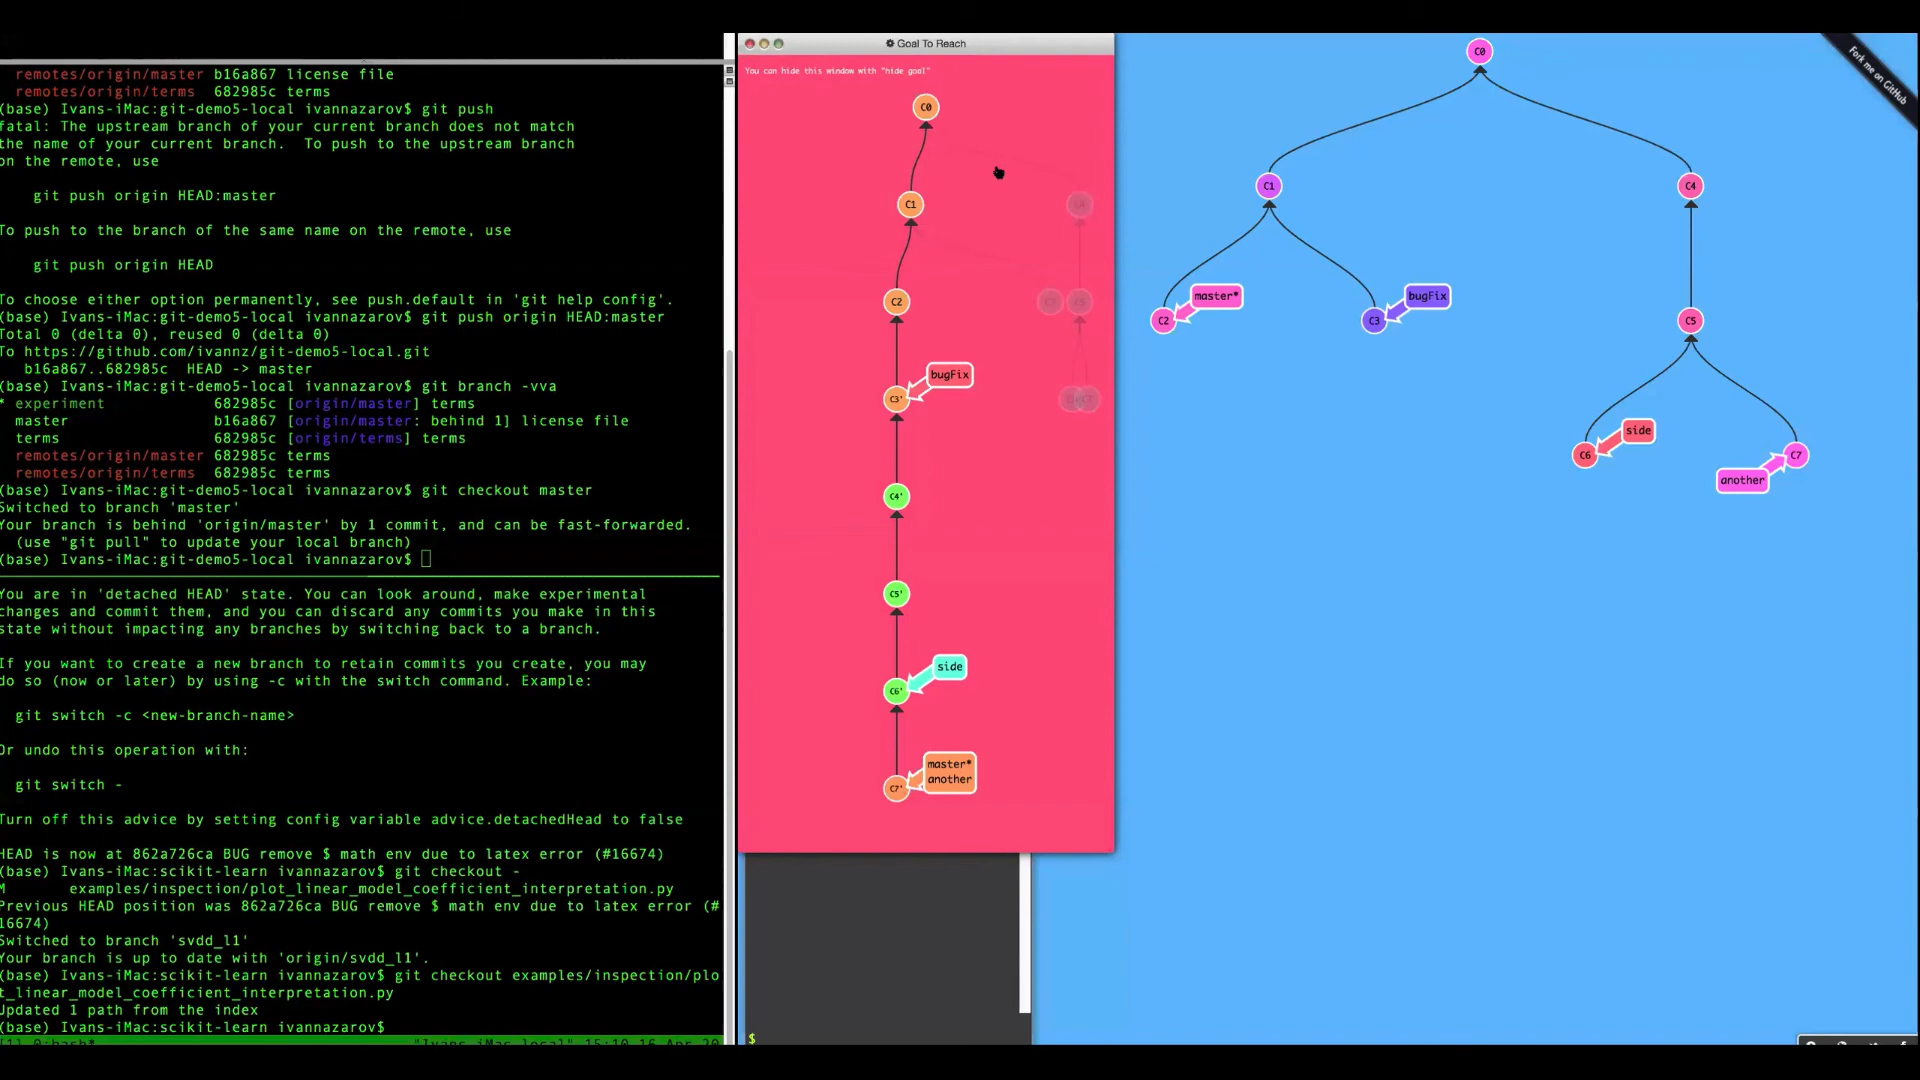 remotes/origin/master b16a867 license file
remotes/origin/terms 682985c terms
(base) Ivans-iMac:git-demo5-local ivannazarov$ git push
fatal: The upstream branch of your current branch does not match
the name of your current branch.  To push to the upstream branch
on the remote, use
git push origin HEAD:master
To push to the branch of the same name on the remote, use
git push origin HEAD
To choose either option permanently, see push.default in 'git help config'.
(base) Ivans-iMac:git-demo5-local ivannazarov$ git push origin HEAD:master
Total 0 (delta 0), reused 0 (delta 0)
To https://github.com/ivannz/git-demo5-local.git
b16a867..682985c  HEAD -> master
(base) Ivans-iMac:git-demo5-local ivannazarov$ git branch -vva
* experiment 682985c [origin/master] terms
master b16a867 [origin/master: behind 1] license file
terms 682985c [origin/terms] terms
remotes/origin/master 682985c terms
remotes/origin/terms 682985c terms
(base) Ivans-iMac:git-demo5-local ivannazarov$ git checkout master
Switched to branch 'master'
Your branch is behind 'origin/master' by 1 commit, and can be fast-forwarded.
(use "git pull" to update your local branch)
(base) Ivans-iMac:git-demo5-local ivannazarov$
You are in 'detached HEAD' state. You can look around, make experimental
changes and commit them, and you can discard any commits you make in this
state without impacting any branches by switching back to a branch.
If you want to create a new branch to retain commits you create, you may
do so (now or later) by using -c with the switch command. Example:
git switch -c <new-branch-name>
Or undo this operation with:
git switch -
Turn off this advice by setting config variable advice.detachedHead to false
HEAD is now at 862a726ca BUG remove $ math env due to latex error (#16674)
(base) Ivans-iMac:scikit-learn ivannazarov$ git checkout -
M examples/inspection/plot_linear_model_coefficient_interpretation.py
Previous HEAD position was 862a726ca BUG remove $ math env due to latex error (#
16674)
Switched to branch 'svdd_l1'
Your branch is up to date with 'origin/svdd_l1'.
(base) Ivans-iMac:scikit-learn ivannazarov$ git checkout examples/inspection/plo
t_linear_model_coefficient_interpretation.py
Updated 1 path from the index
(base) Ivans-iMac:scikit-learn ivannazarov$
Goal To Reach
You can hide this window with "hide goal"
C0
C1
C2
bugFix
C3'
C4'
C5'
side
C6'
master*
another
C7'
$
C0
Fork me on GitHub
C1
C4
master*
bugFix
C2
C3
C5
side
C6
C7
another